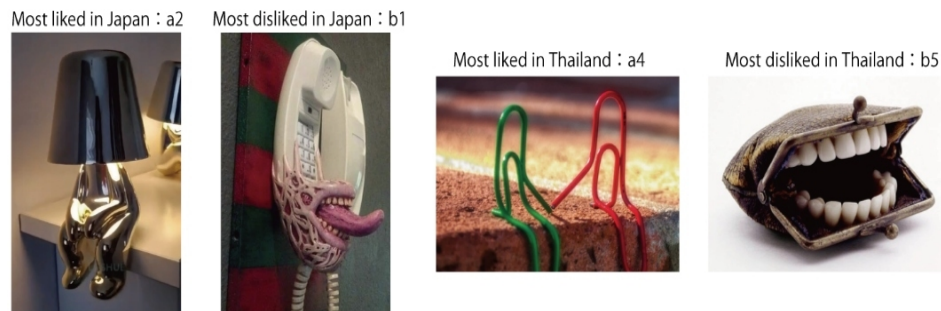 Most liked in Japan：a2
Most disliked in Japan：b1
Most liked in Thailand：a4
Most disliked in Thailand：b5